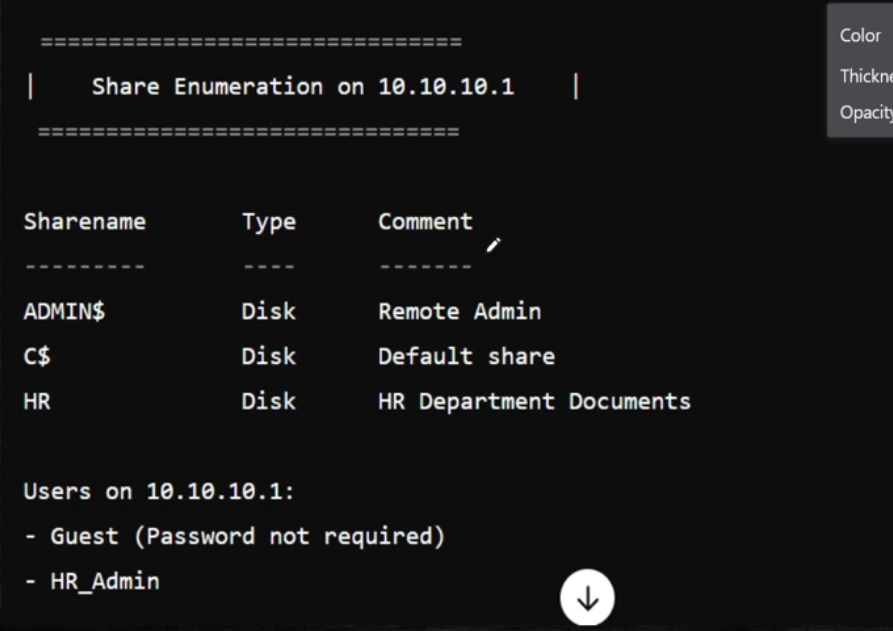 ==============================
| Share Enumeration on 10.10.10.1 |
==============================
Sharename Type Comment
--------- ---- -------
ADMIN$ Disk Remote Admin
C$ Disk Default share
HR Disk HR Department Documents
Users on 10.10.10.1:
- Guest (Password not required)
- HR_Admin
Color
Opacity